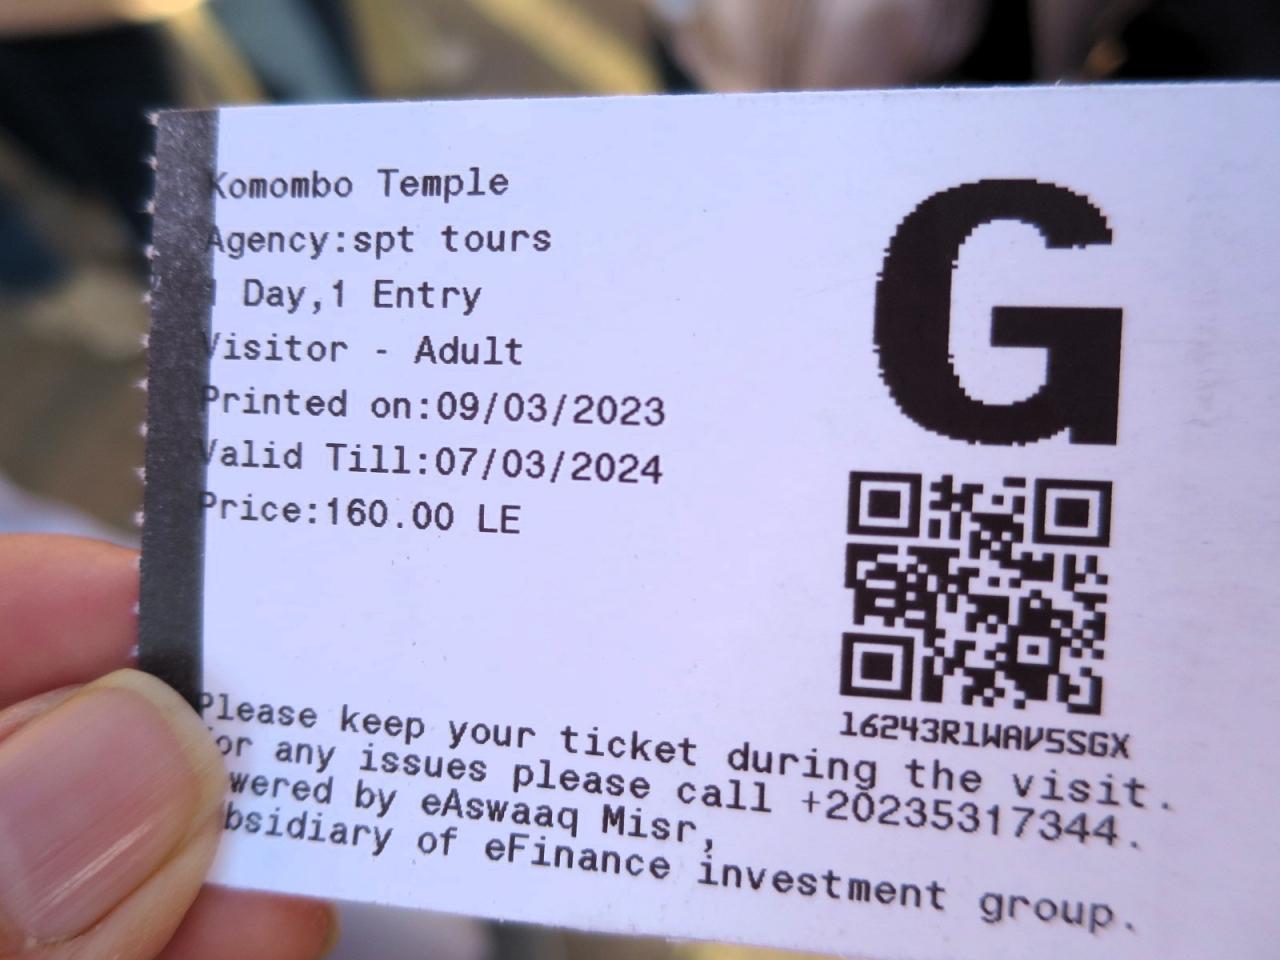 Komombo Temple
Agency:spt tours
1 Day,1 Entry
Visitor - Adult
Printed on:09/03/2023
Valid Till:07/03/2024
Price:160.00 LE
G
16243R1WAV5SGX
Please keep your ticket during the visit.
for any issues please call +20235317344.
wered by eAswaaq Misr,
bsidiary of eFinance investment group.